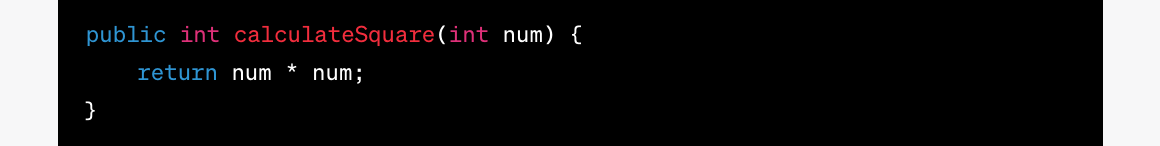 public int calculateSquare(int num) {
    return num * num;
}